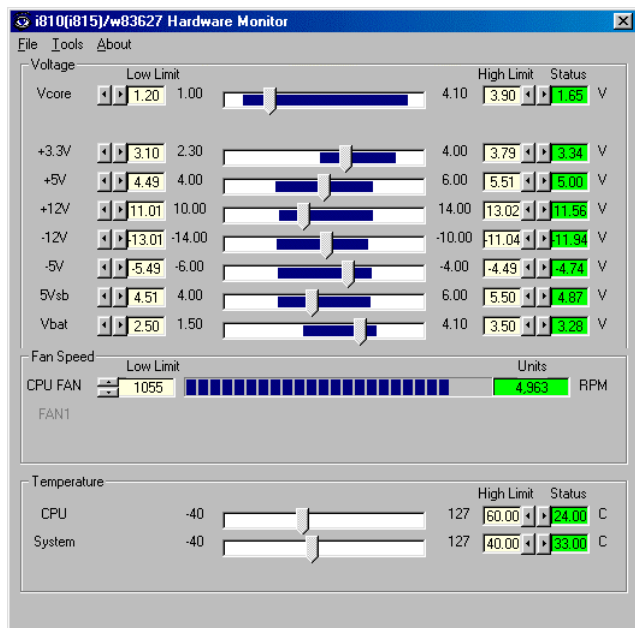 i810(i815)/w83627 Hardware Monitor
File Tools About
Voltage
Low Limit High Limit Status
Vcore 1.20 1.00 4.10 3.90 1.65 V
+3.3V 3.10 2.30 4.00 3.79 3.34 V
+5V 4.49 4.00 6.00 5.51 5.00 V
+12V 11.01 10.00 14.00 13.02 11.56 V
-12V -13.01 -14.00 -10.00 -11.04 -11.94 V
-5V -5.49 -6.00 -4.00 -4.49 -4.74 V
5Vsb 4.51 4.00 6.00 5.50 4.87 V
Vbat 2.50 1.50 4.10 3.50 3.28 V
Fan Speed
Low Limit Units
CPU FAN 1055 4,963 RPM
FAN1
Temperature
High Limit Status
CPU -40 127 60.00 24.00 C
System -40 127 40.00 33.00 C